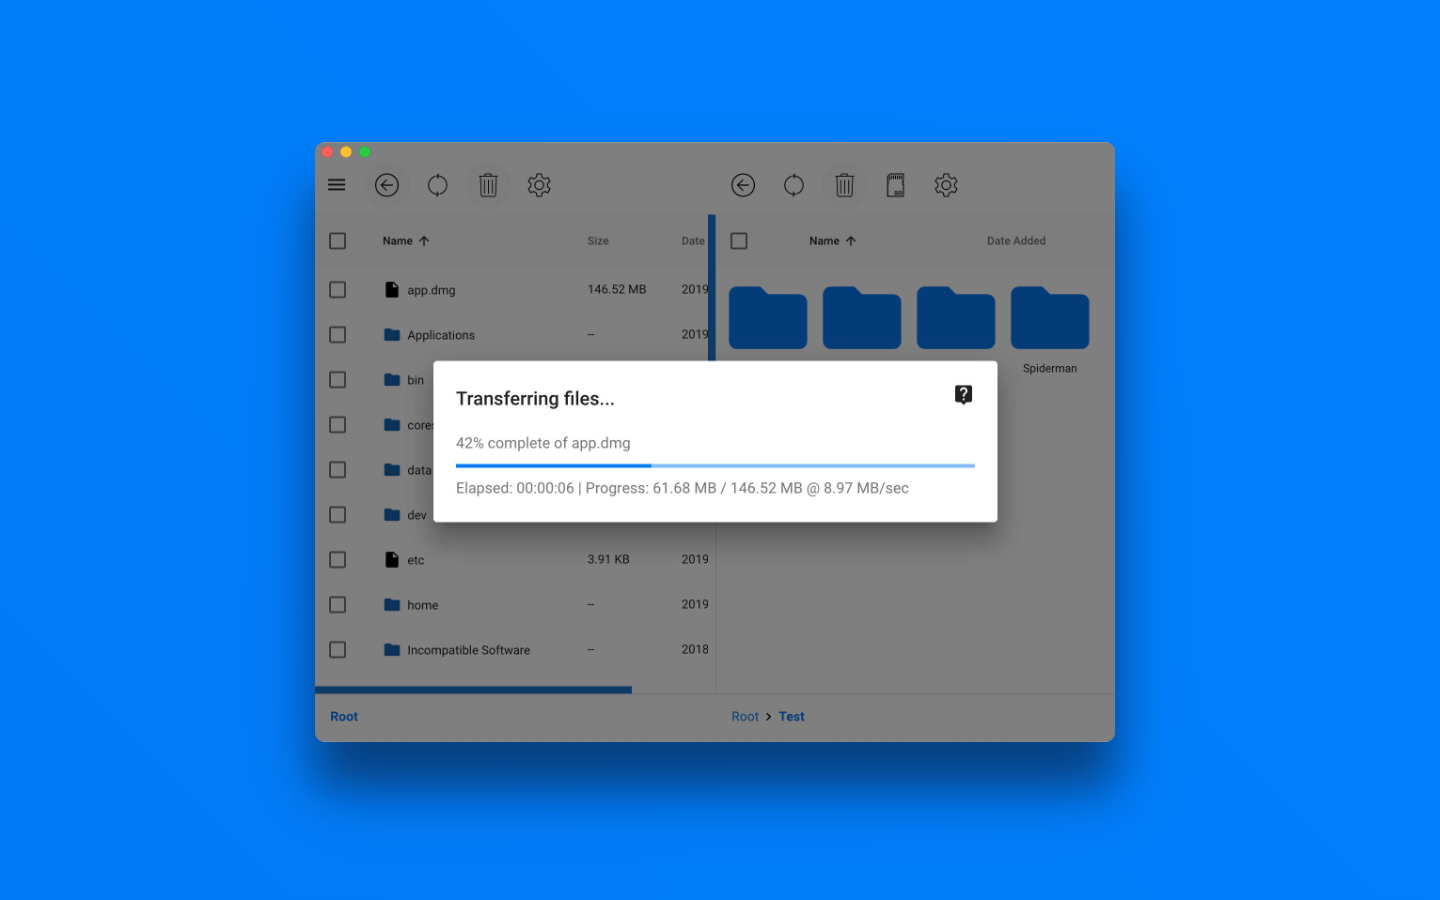 Name Size Date
app.dmg 146.52 MB 2019
Applications -- 2019
bin
cores
data
dev
etc 3.91 KB 2019
home -- 2019
Incompatible Software -- 2018
Root
Name Date Added
Spiderman
Root > Test
Transferring files...
42% complete of app.dmg
Elapsed: 00:00:06 | Progress: 61.68 MB / 146.52 MB @ 8.97 MB/sec